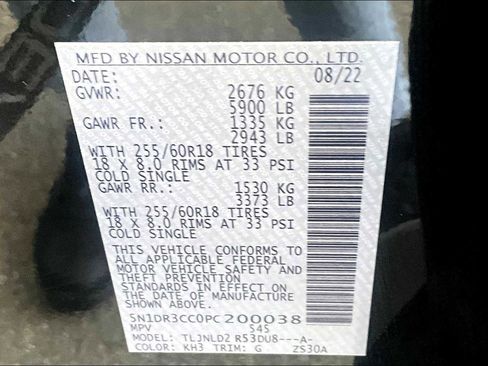 MFD BY NISSAN MOTOR CO., LTD.
DATE: 08/22
GVWR: 2676 KG
5900 LB
GAWR FR.: 1335 KG
2943 LB
WITH 255/60R18 TIRES
18 X 8.0 RIMS AT 33 PSI
COLD SINGLE
GAWR RR.: 1530 KG
3373 LB
WITH 255/60R18 TIRES
18 X 8.0 RIMS AT 33 PSI
COLD SINGLE
THIS VEHICLE CONFORMS TO
ALL APPLICABLE FEDERAL
MOTOR VEHICLE SAFETY AND
THEFT PREVENTION
STANDARDS IN EFFECT ON
THE DATE OF MANUFACTURE
SHOWN ABOVE.
5N1DR3CC0PC200038
MPV S4S
MODEL: TLJNLD2 R53DU8---A-
COLOR: KH3 TRIM: G ZS30A